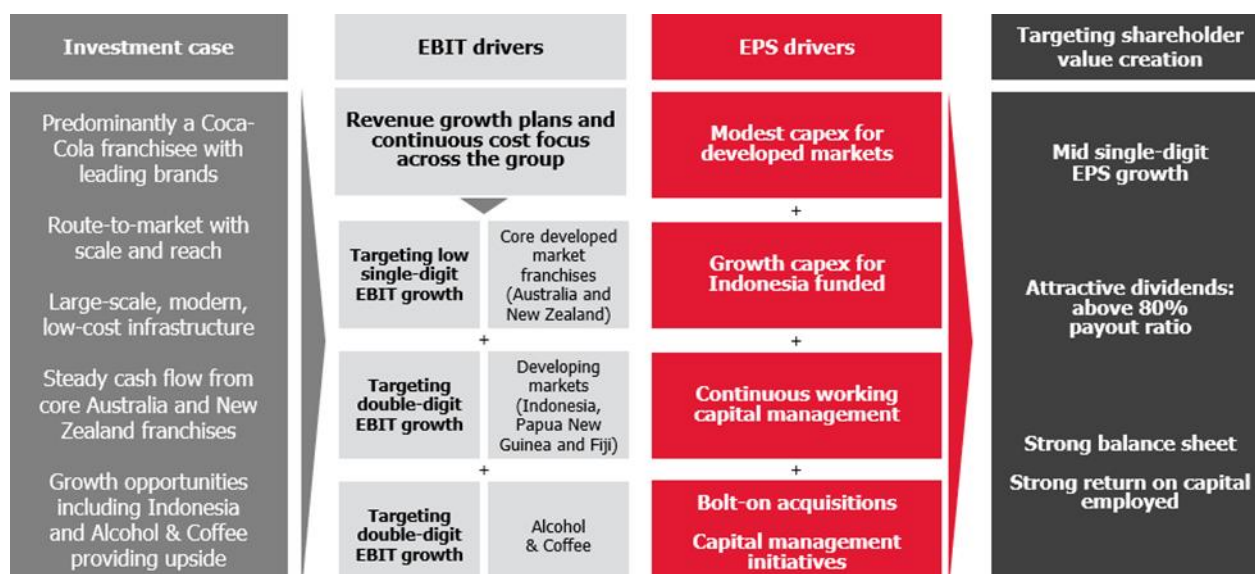 Investment case
Predominantly a Coca-
Cola franchisee with
leading brands
Route-to-market with
scale and reach
Large-scale, modern,
low-cost infrastructure
Steady cash flow from
core Australia and New
Zealand franchises
Growth opportunities
including Indonesia
and Alcohol & Coffee
providing upside
EBIT drivers
Revenue growth plans and
continuous cost focus
across the group
Targeting low
single-digit
EBIT growth
Core developed
market
franchises
(Australia and
New Zealand)
+
Targeting
double-digit
EBIT growth
Developing
markets
(Indonesia,
Papua New
Guinea and Fiji)
+
Targeting
double-digit
EBIT growth
Alcohol
& Coffee
EPS drivers
Modest capex for
developed markets
+
Growth capex for
Indonesia funded
+
Continuous working
capital management
+
Bolt-on acquisitions
Capital management
initiatives
Targeting shareholder
value creation
Mid single-digit
EPS growth
Attractive dividends:
above 80%
payout ratio
Strong balance sheet
Strong return on capital
employed